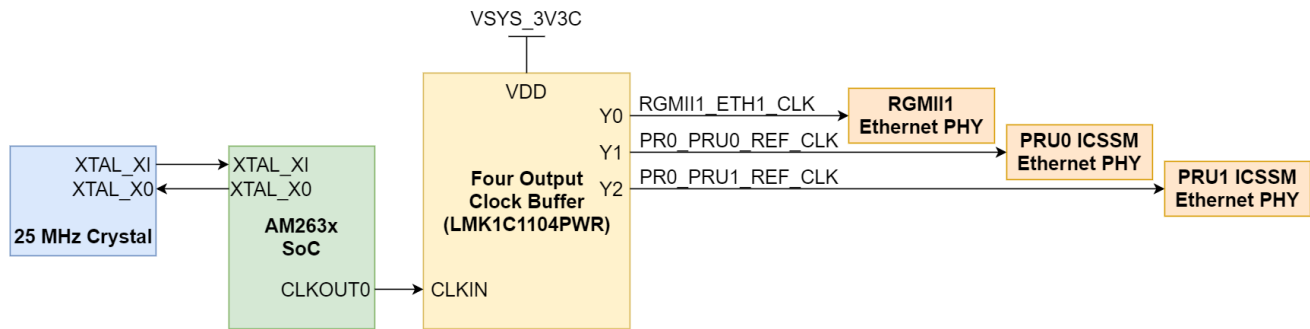 VSYS_3V3C
VDD
Y0
RGMII1_ETH1_CLK
RGMII1
Ethernet PHY
Y1
PR0_PRU0_REF_CLK
PRU0 ICSSM
Ethernet PHY
Y2
PR0_PRU1_REF_CLK
PRU1 ICSSM
Ethernet PHY
XTAL_XI
XTAL_X0
25 MHz Crystal
XTAL_XI
XTAL_X0
AM263x
SoC
CLKOUT0
Four Output
Clock Buffer
(LMK1C1104PWR)
CLKIN